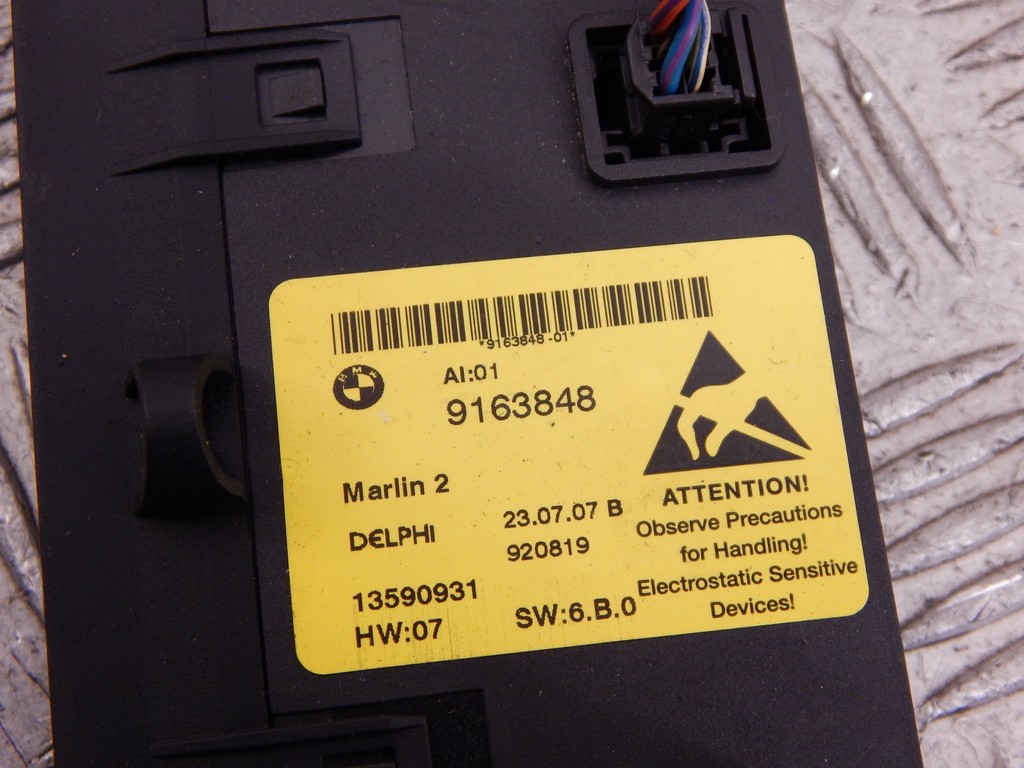 *9163848-01*
BMW
AI:01
9163848
Marlin 2
DELPHI
23.07.07 B
920819
13590931
HW:07
SW:6.B.0
ATTENTION!
Observe Precautions
for Handling!
Electrostatic Sensitive
Devices!